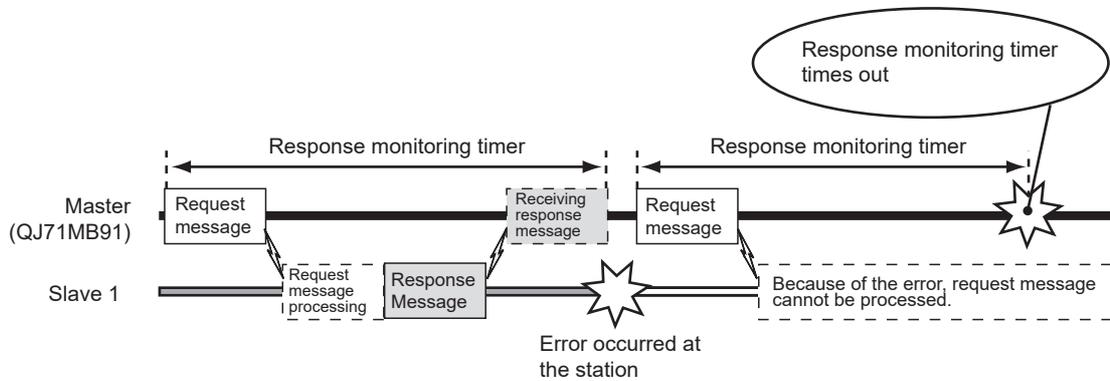 Response monitoring timer
times out
Response monitoring timer
Response monitoring timer
Master
(QJ71MB91)
Request
message
Receiving
response
message
Request
message
Slave 1
Request
message
processing
Response
Message
Because of the error, request message
cannot be processed.
Error occurred at
the station